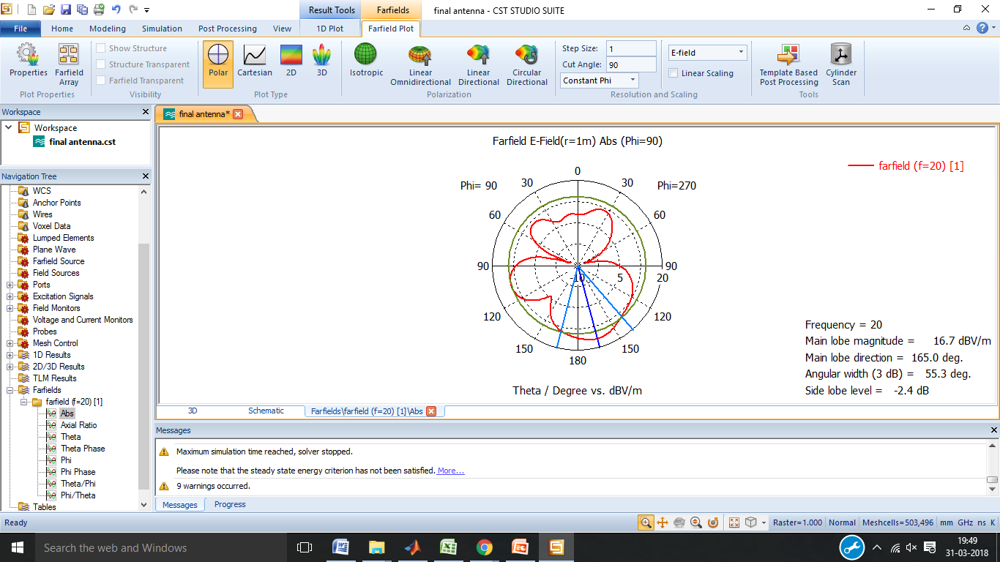 final antenna - CST STUDIO SUITE
Result Tools
Farfields
File
Home
Modeling
Simulation
Post Processing
View
1D Plot
Farfield Plot
Properties
Farfield Array
Plot Properties
Show Structure
Structure Transparent
Farfield Transparent
Visibility
Polar
Cartesian
2D
3D
Plot Type
Isotropic
Linear Omnidirectional
Linear Directional
Circular Directional
Polarization
Step Size: 1
Cut Angle: 90
Constant Phi
E-field
Linear Scaling
Resolution and Scaling
Template Based Post Processing
Cylinder Scan
Tools
Workspace
Workspace
final antenna.cst
Navigation Tree
WCS
Anchor Points
Wires
Voxel Data
Lumped Elements
Plane Wave
Farfield Source
Field Sources
Ports
Excitation Signals
Field Monitors
Voltage and Current Monitors
Probes
Mesh Control
1D Results
2D/3D Results
TLM Results
Farfields
farfield (f=20) [1]
Abs
Axial Ratio
Theta
Theta Phase
Phi
Phi Phase
Theta/Phi
Phi/Theta
Tables
final antenna*
Farfield E-Field(r=1m) Abs (Phi=90)
farfield (f=20) [1]
0
Phi= 90 30 30 Phi=270
60 60
90 90
-10 5 20
120 120
150 150
180
Theta / Degree vs. dBV/m
Frequency = 20
Main lobe magnitude = 16.7 dBV/m
Main lobe direction = 165.0 deg.
Angular width (3 dB) = 55.3 deg.
Side lobe level = -2.4 dB
3D
Schematic
Farfields\farfield (f=20) [1]\Abs
Messages
Maximum simulation time reached, solver stopped.
Please note that the steady state energy criterion has not been satisfied. More...
9 warnings occurred.
Messages
Progress
Ready
Raster=1.000 Normal Meshcells=503,496 mm GHz ns K
Search the web and Windows
19:49
31-03-2018